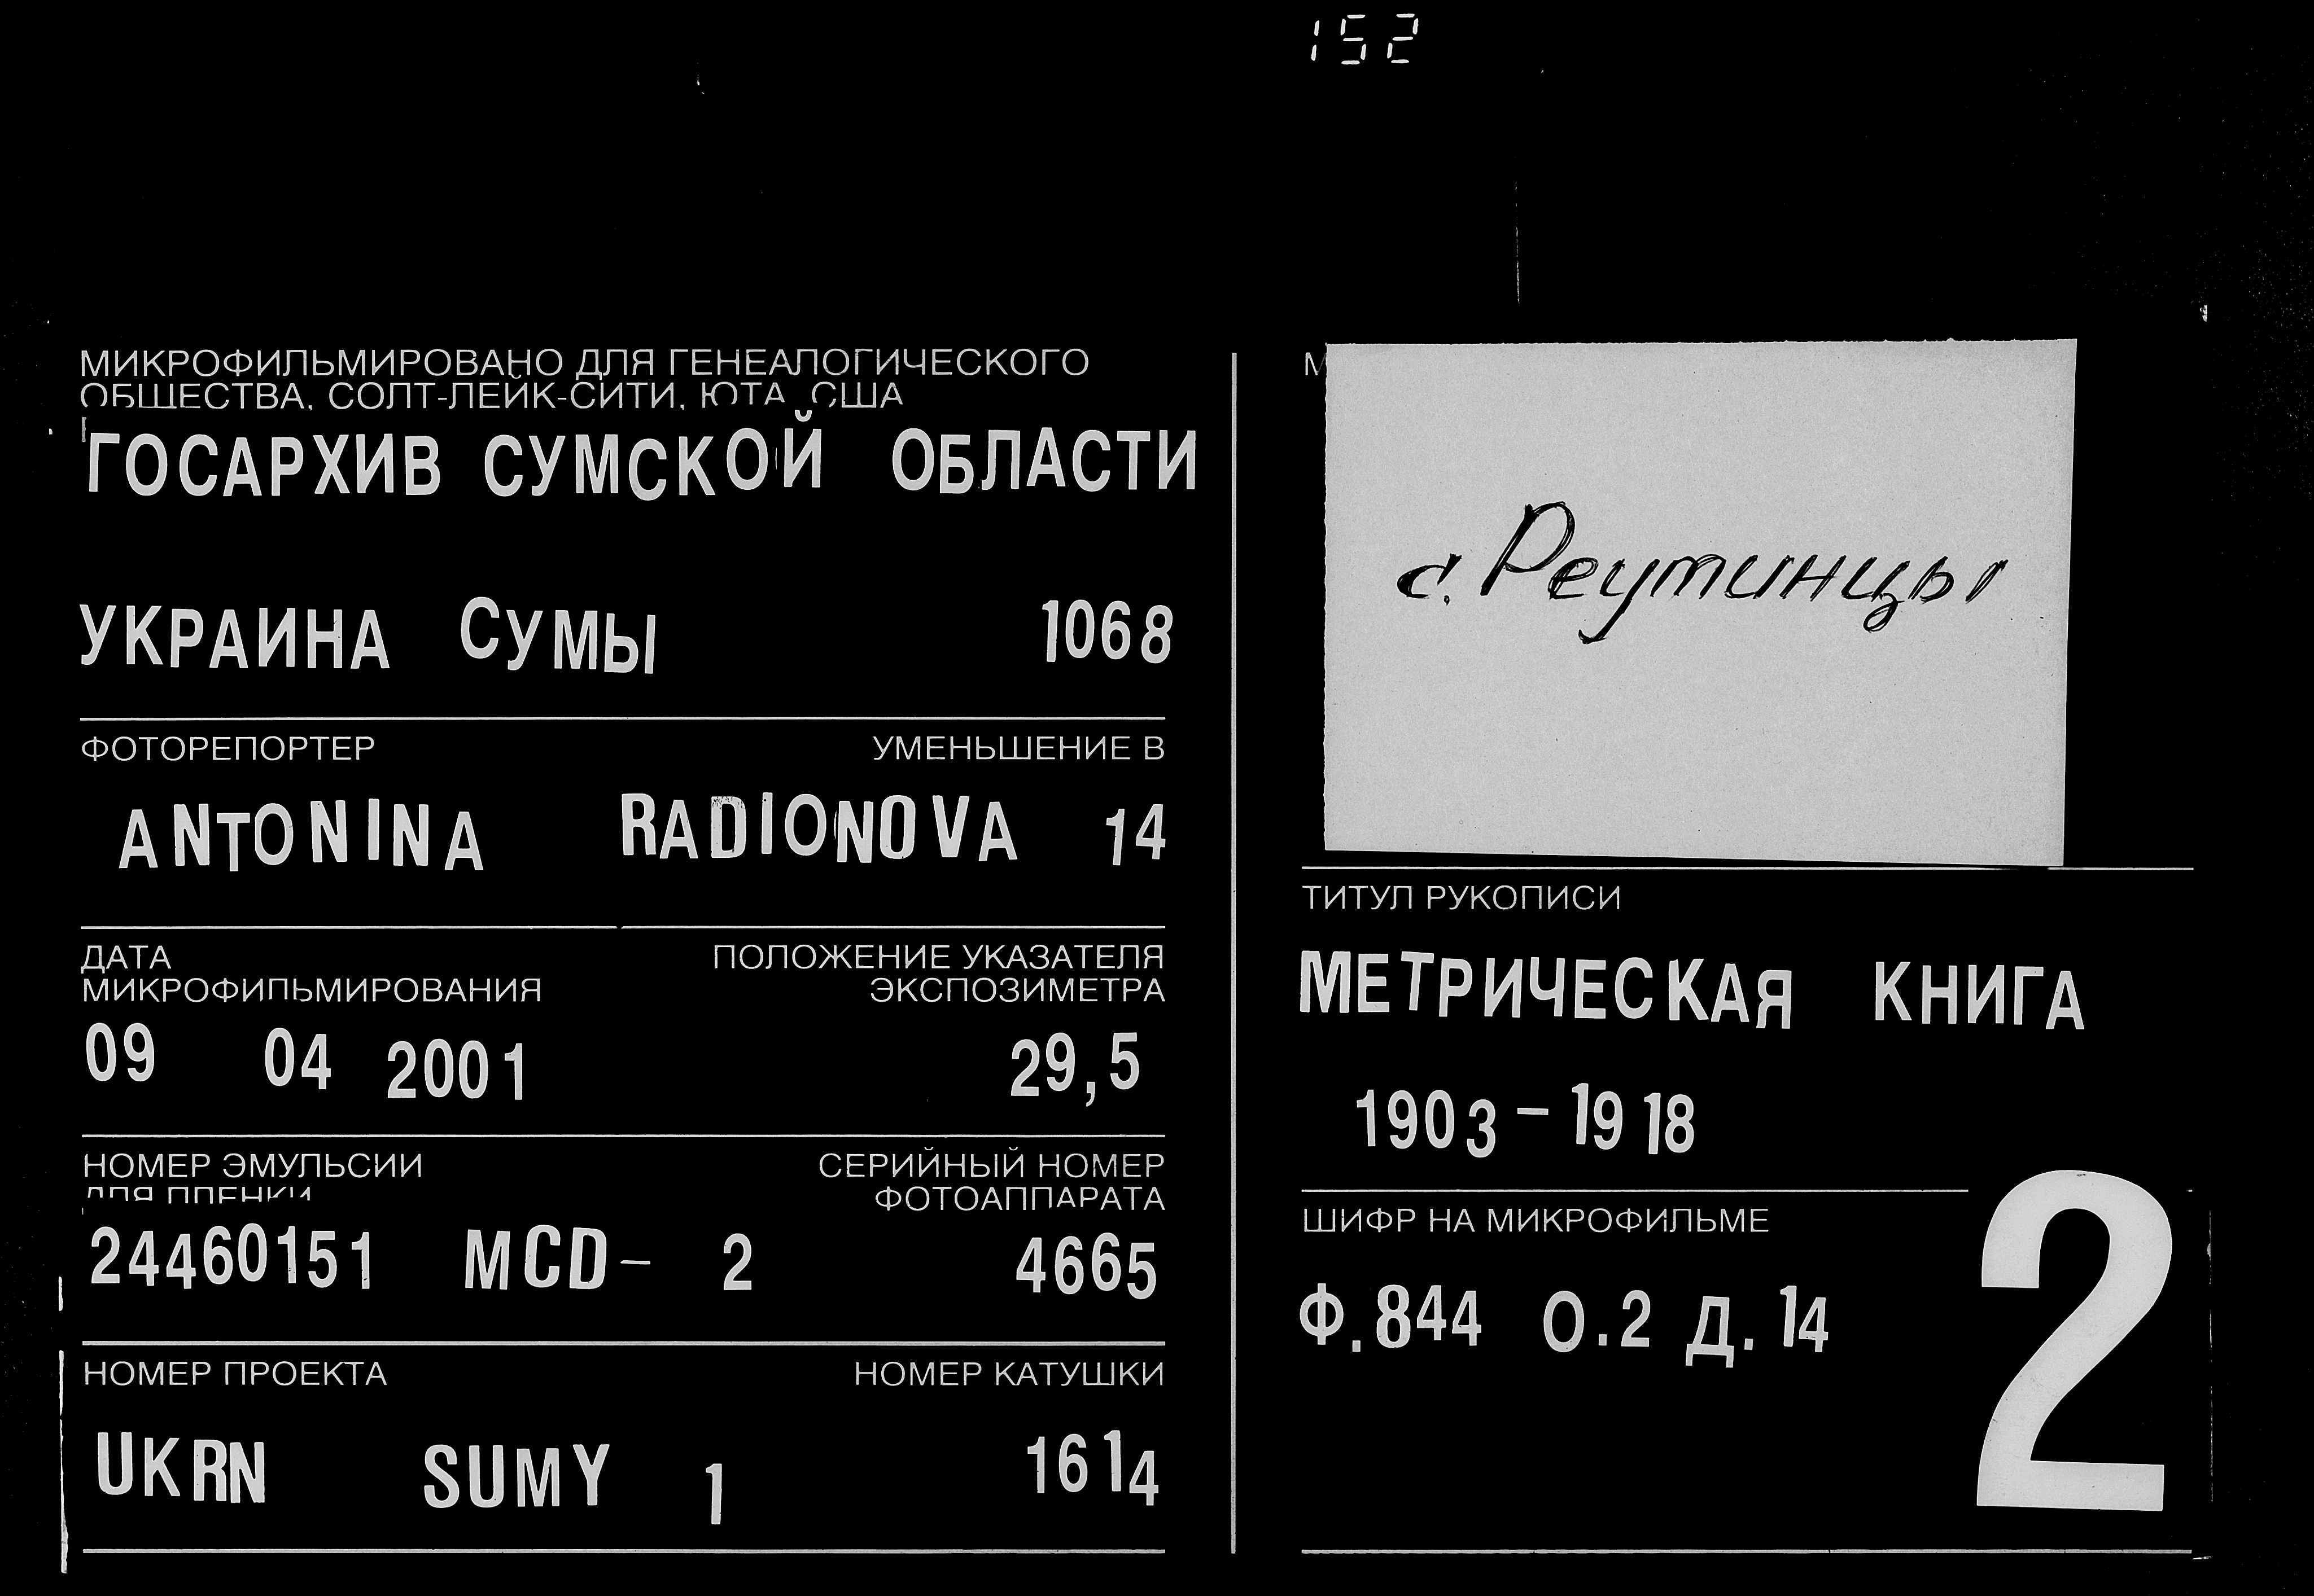 152
МИКРОФИЛЬМИРОВАНО ДЛЯ ГЕНЕАЛОГИЧЕСКОГО
ОБЩЕСТВА, СОЛТ-ЛЕЙК-СИТИ, ЮТА, США
ГОСАРХИВ СУМСКОЙ ОБЛАСТИ
УКРАИНА СУМЫ 1068
ФОТОРЕПОРТЕР УМЕНЬШЕНИЕ В
ANTONINA RADIONOVA 14
ДАТА ПОЛОЖЕНИЕ УКАЗАТЕЛЯ
МИКРОФИЛЬМИРОВАНИЯ ЭКСПОЗИМЕТРА
09 04 2001 29,5
НОМЕР ЭМУЛЬСИИ СЕРИЙНЫЙ НОМЕР
ДЛЯ ПЛЕНКИ ФОТОАППАРАТА
24460151 MCD- 2 4665
НОМЕР ПРОЕКТА НОМЕР КАТУШКИ
UKRN SUMY 1 1614
с. Реутинцы
ТИТУЛ РУКОПИСИ
МЕТРИЧЕСКАЯ КНИГА
1903-1918
ШИФР НА МИКРОФИЛЬМЕ
Ф.844 О.2 Д.14
2